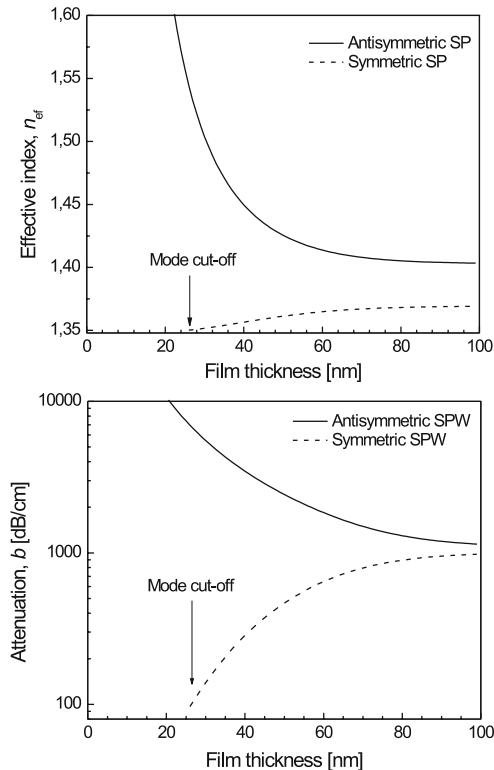 1,60
1,55
1,50
1,45
1,40
1,35
Effective index, nef
Antisymmetric SP
Symmetric SP
Mode cut-off
0 20 40 60 80 100
Film thickness [nm]
10000
1000
100
Attenuation, b [dB/cm]
Antisymmetric SPW
Symmetric SPW
Mode cut-off
0 20 40 60 80 100
Film thickness [nm]